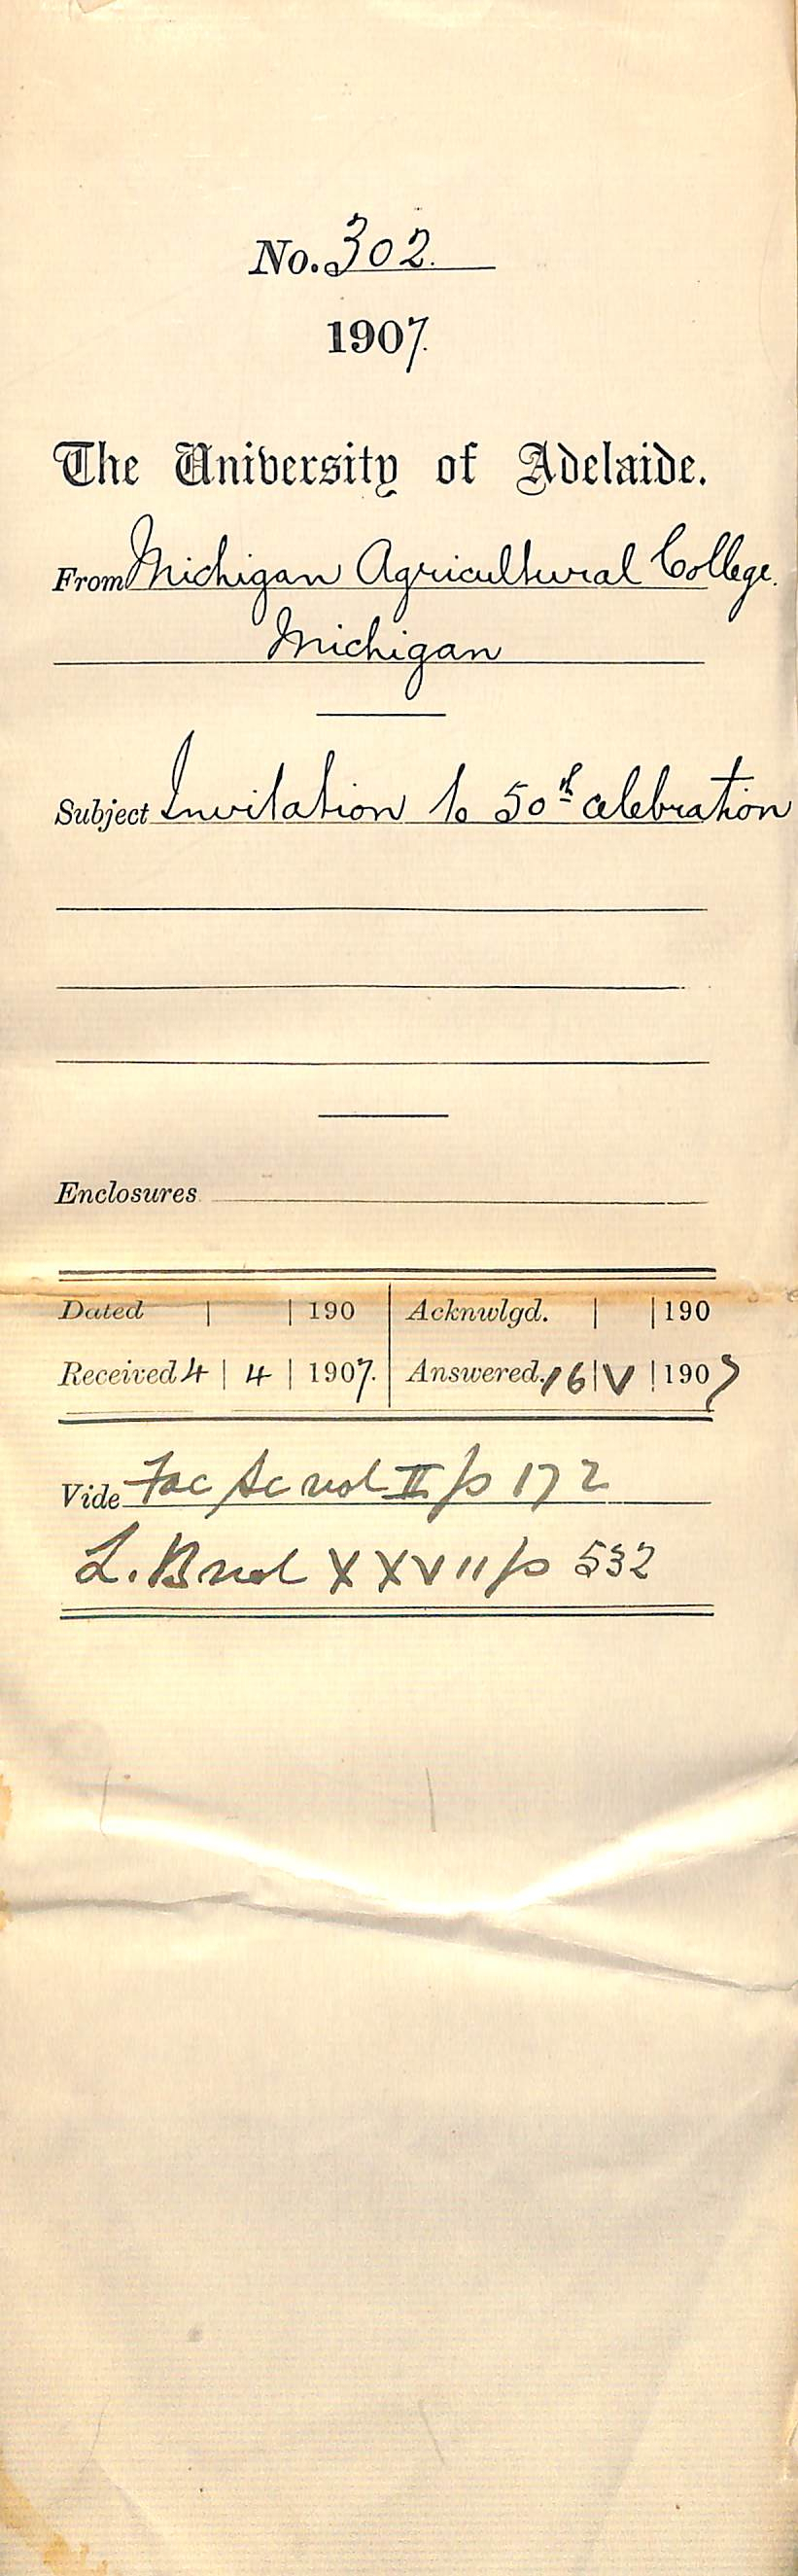 No. 302.
1907.
The University of Adelaide.
From Michigan Agricultural College.
Michigan
Subject Invitation to 50th celebration
Enclosures
Dated | | 190 | Acknwlgd. | | 190
Received 4 | 4 | 1907. | Answered. 16 | V | 1907
Vide Fac Sc vol II p 172
L. B vol XXVII p 532